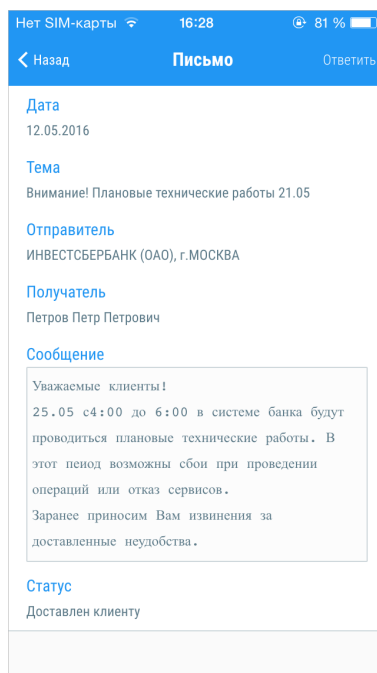 Нет SIM-карты 16:28 81 %
Назад Письмо Ответить
Дата
12.05.2016
Тема
Внимание! Плановые технические работы 21.05
Отправитель
ИНВЕСТСБЕРБАНК (ОАО), г.МОСКВА
Получатель
Петров Петр Петрович
Сообщение
Уважаемые клиенты!
25.05 с4:00 до 6:00 в системе банка будут
проводиться плановые технические работы. В
этот пеиод возможны сбои при проведении
операций или отказ сервисов.
Заранее приносим Вам извинения за
доставленные неудобства.
Статус
Доставлен клиенту